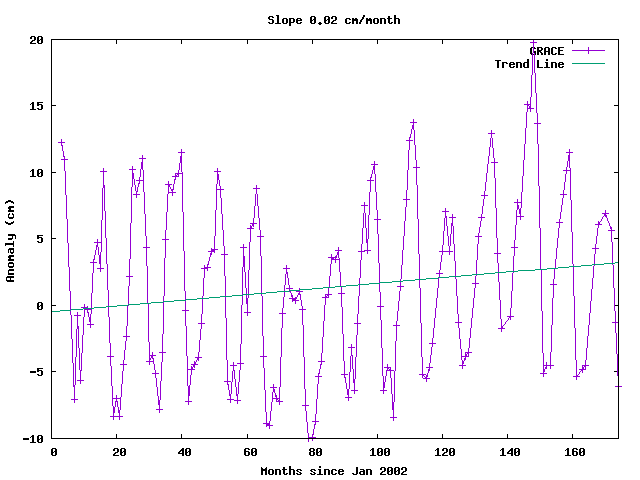 Slope 0.02 cm/month
GRACE
Trend Line
20
15
10
5
0
-5
-10
Anomaly (cm)
0 20 40 60 80 100 120 140 160
Months since Jan 2002